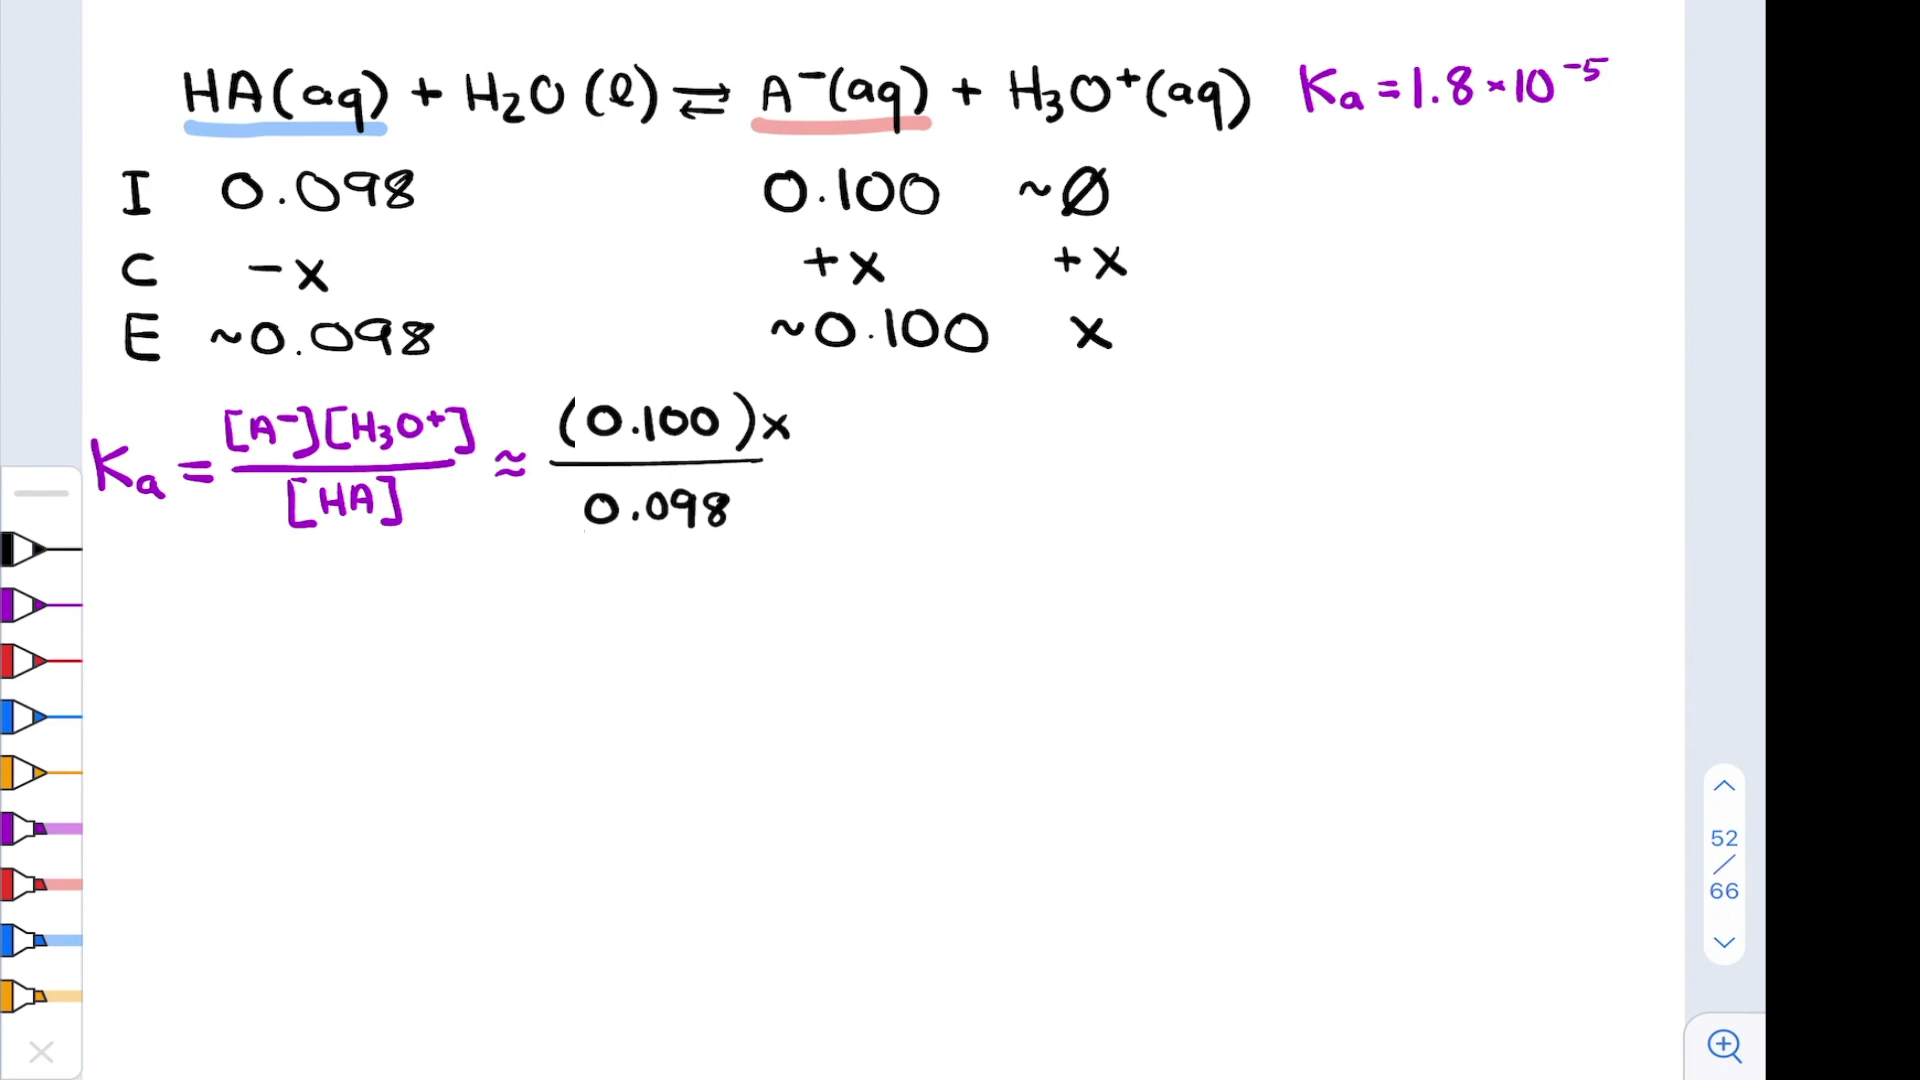 HA(aq) + H₂O(ℓ) ⇌ A⁻(aq) + H₃O⁺(aq) Ka = 1.8 × 10⁻⁵
I 0.098 0.100 ~∅
C -x +x +x
E ~0.098 ~0.100 x
Ka = [A⁻][H₃O⁺] / [HA] ≈ (0.100)x / 0.098
52
/
66